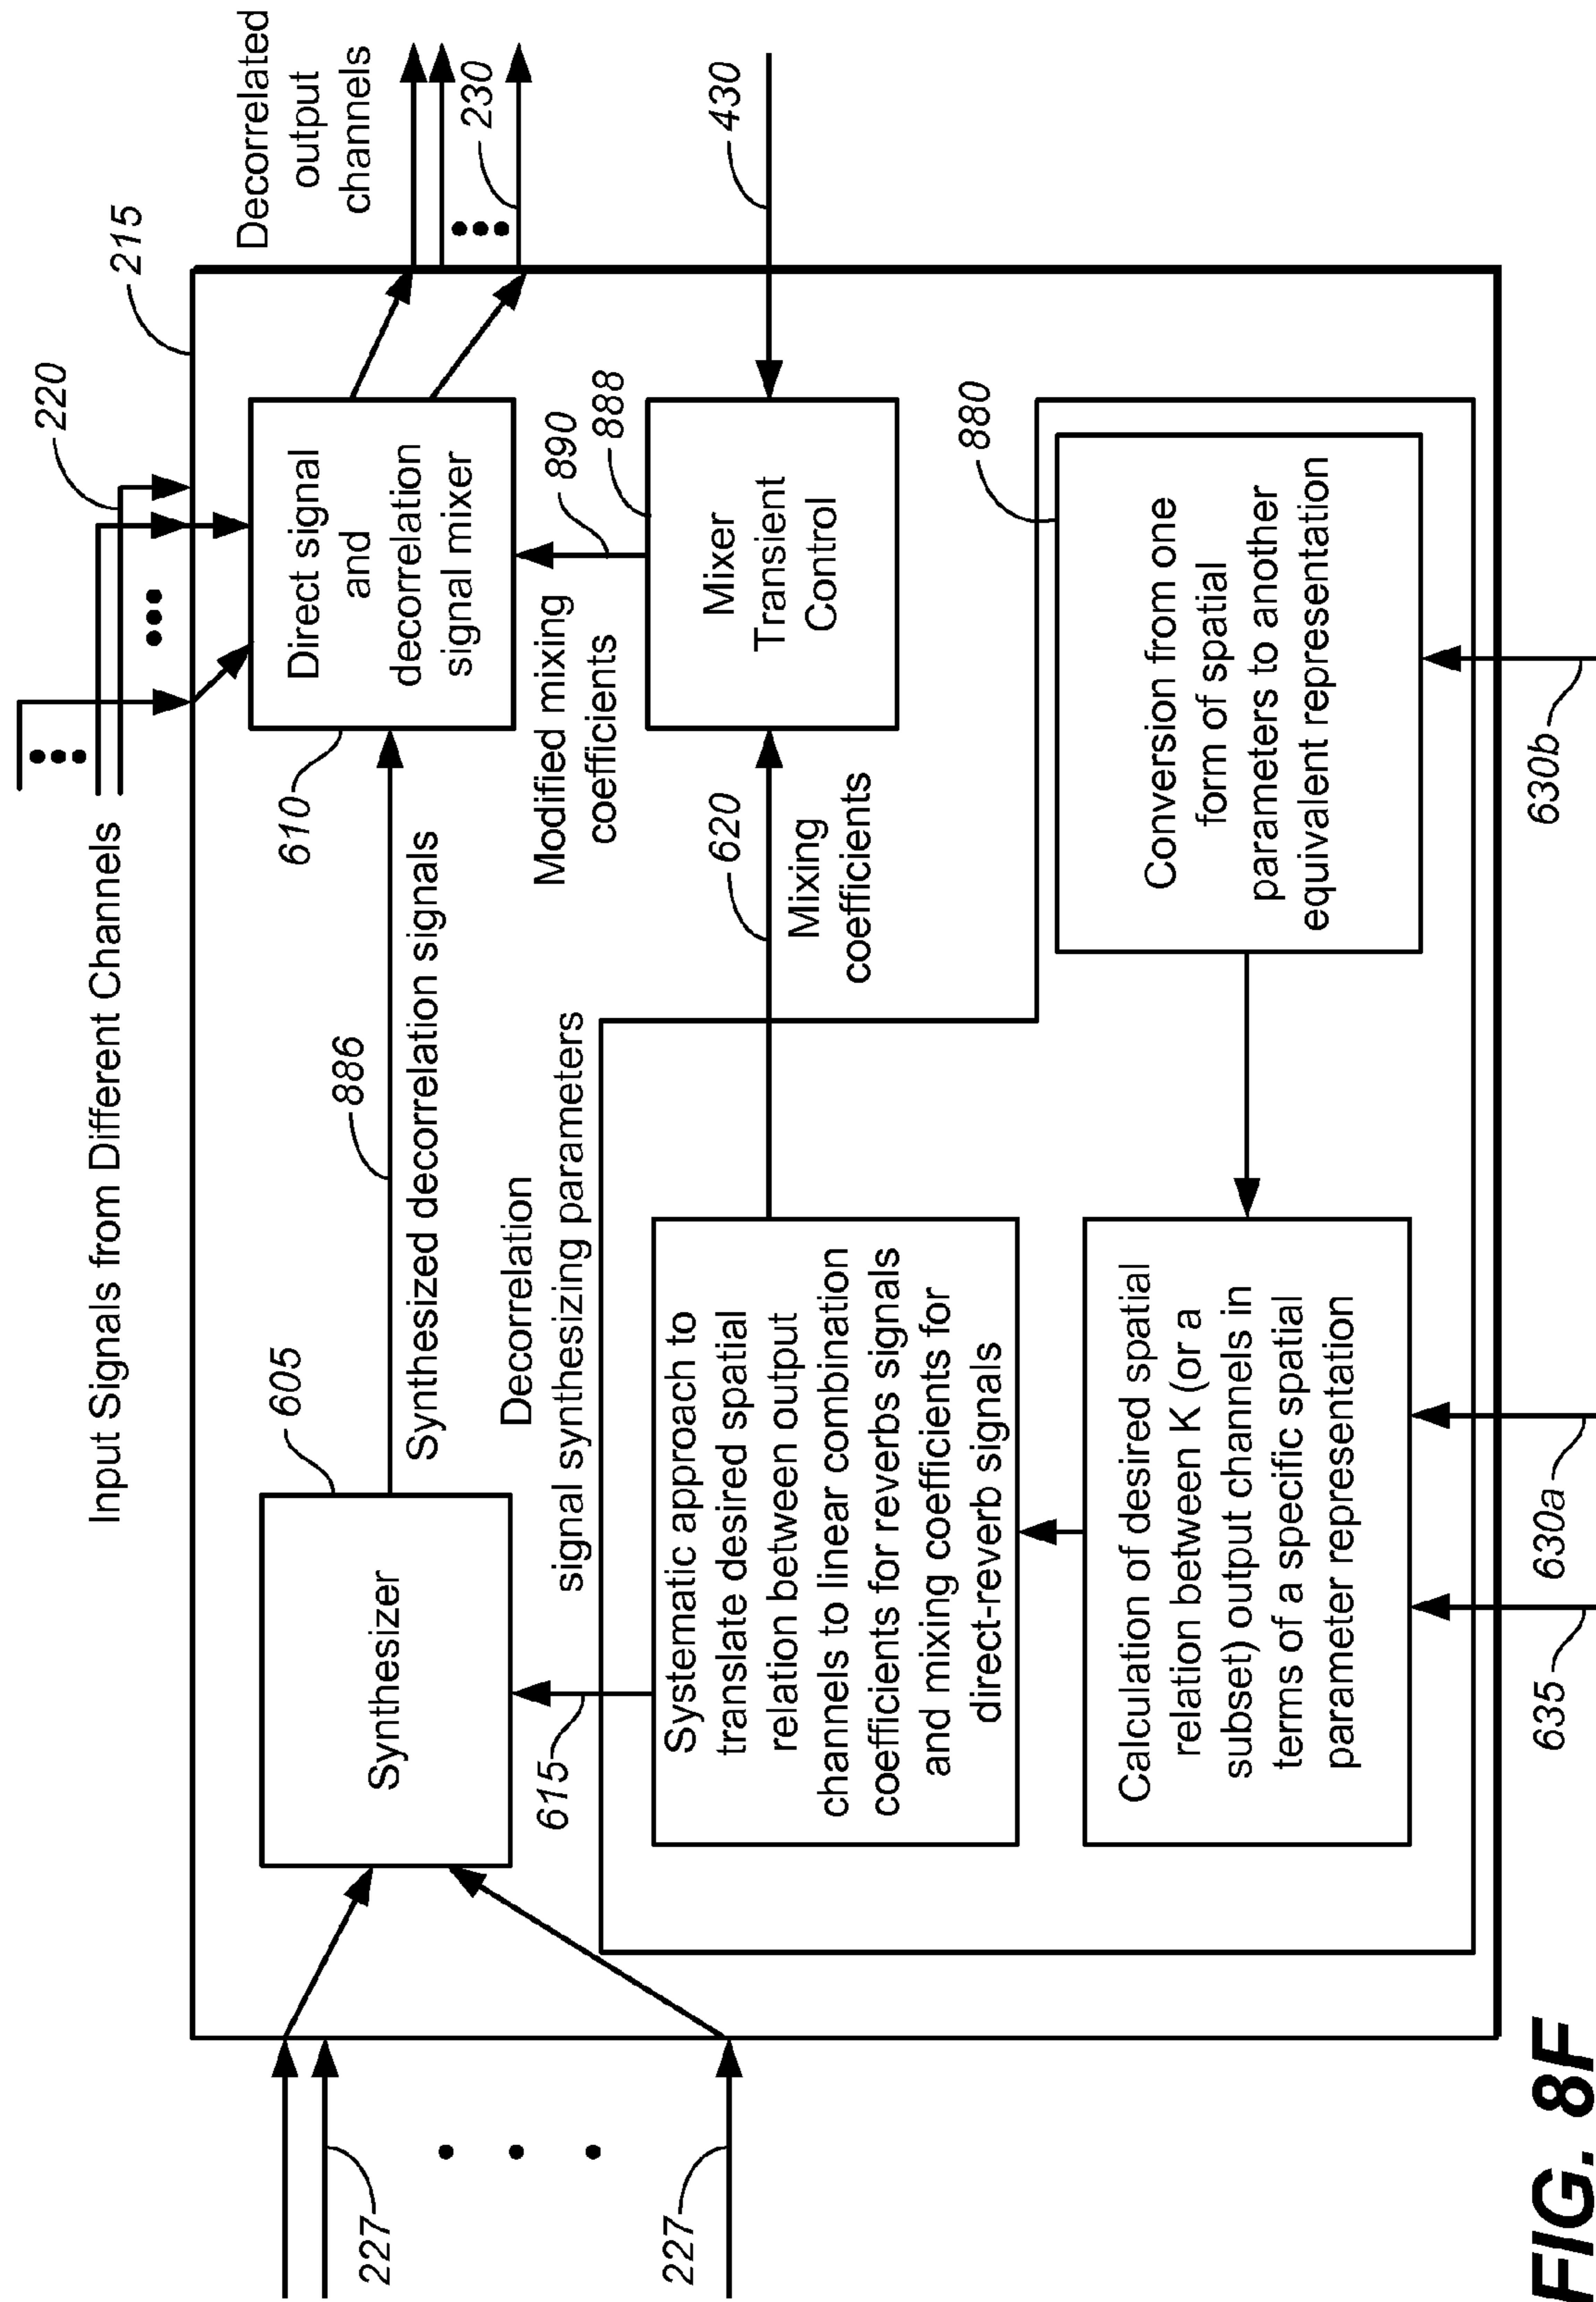 Input Signals from Different Channels
220
215
Decorrelated
output
channels
230
605
Synthesizer
886
Synthesized decorrelation signals
610
Direct signal
and
decorrelation
signal mixer
227
227
615
Decorrelation
signal synthesizing parameters
Modified mixing
coefficients
890
888
Mixer
Transient
Control
430
620
Mixing
coefficients
Systematic approach to
translate desired spatial
relation between output
channels to linear combination
coefficients for reverbs signals
and mixing coefficients for
direct-reverb signals
880
Calculation of desired spatial
relation between K (or a
subset) output channels in
terms of a specific spatial
parameter representation
Conversion from one
form of spatial
parameters to another
equivalent representation
635
630a
630b
FIG. 8F